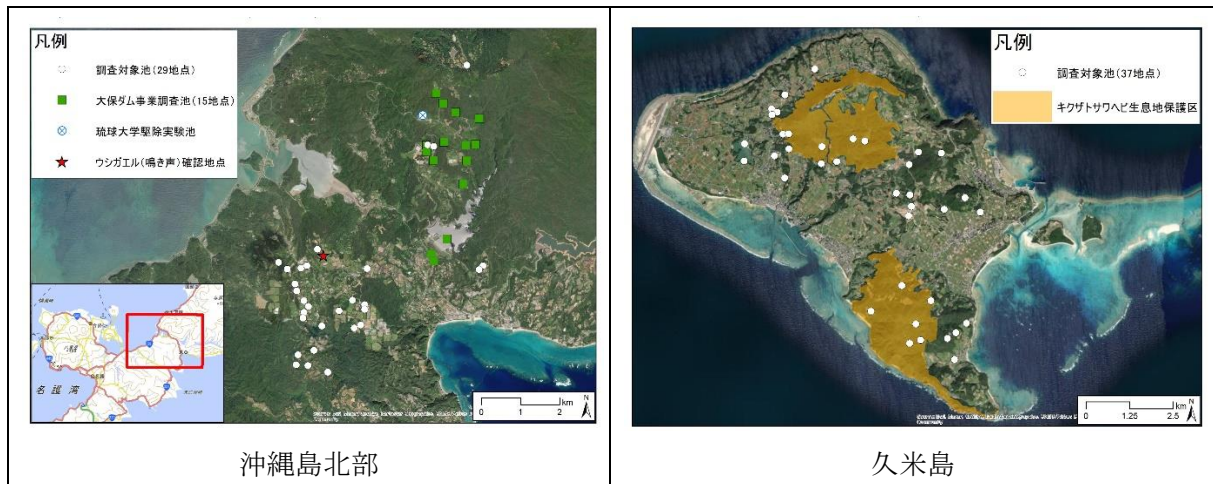 凡例
調査対象池(29地点)
大保ダム事業調査池(15地点)
琉球大学駆除実験池
ウシガエル(鳴き声)確認地点
名護湾
N
km
0 1 2
沖縄島北部
凡例
調査対象池(37地点)
キクザトサワヘビ生息地保護区
N
km
0 1.25 2.5
久米島